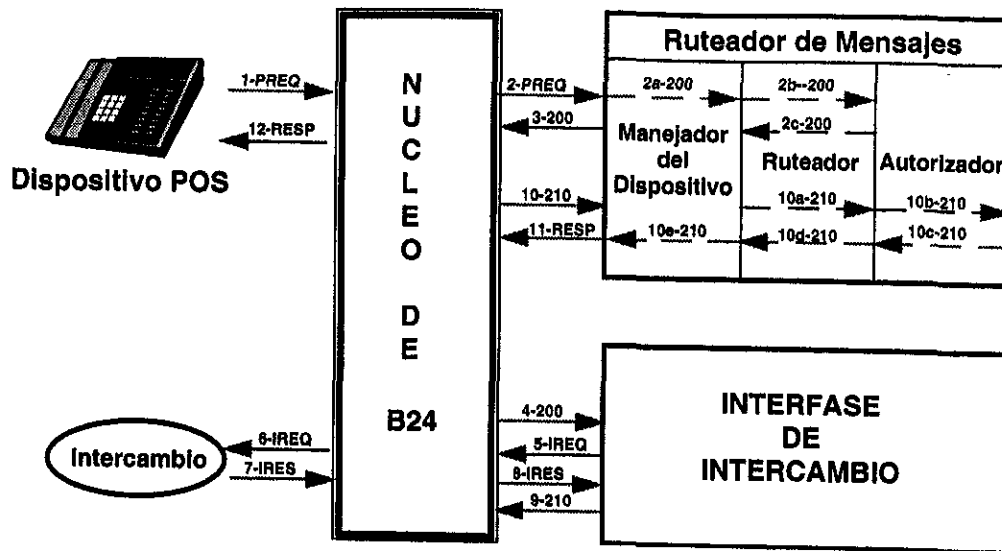 Ruteador de Mensajes
1-PREQ
12-RESP
Dispositivo POS
NUCLEO DE B24
2-PREQ
3-200
10-210
11-RESP
2a-200
2b--200
2c-200
Manejador
del
Dispositivo
Ruteador
Autorizador
10a-210
10b-210
10e-210
10d-210
10c-210
Intercambio
6-IREQ
7-IRES
4-200
5-IREQ
8-IRES
9-210
INTERFASE
DE
INTERCAMBIO